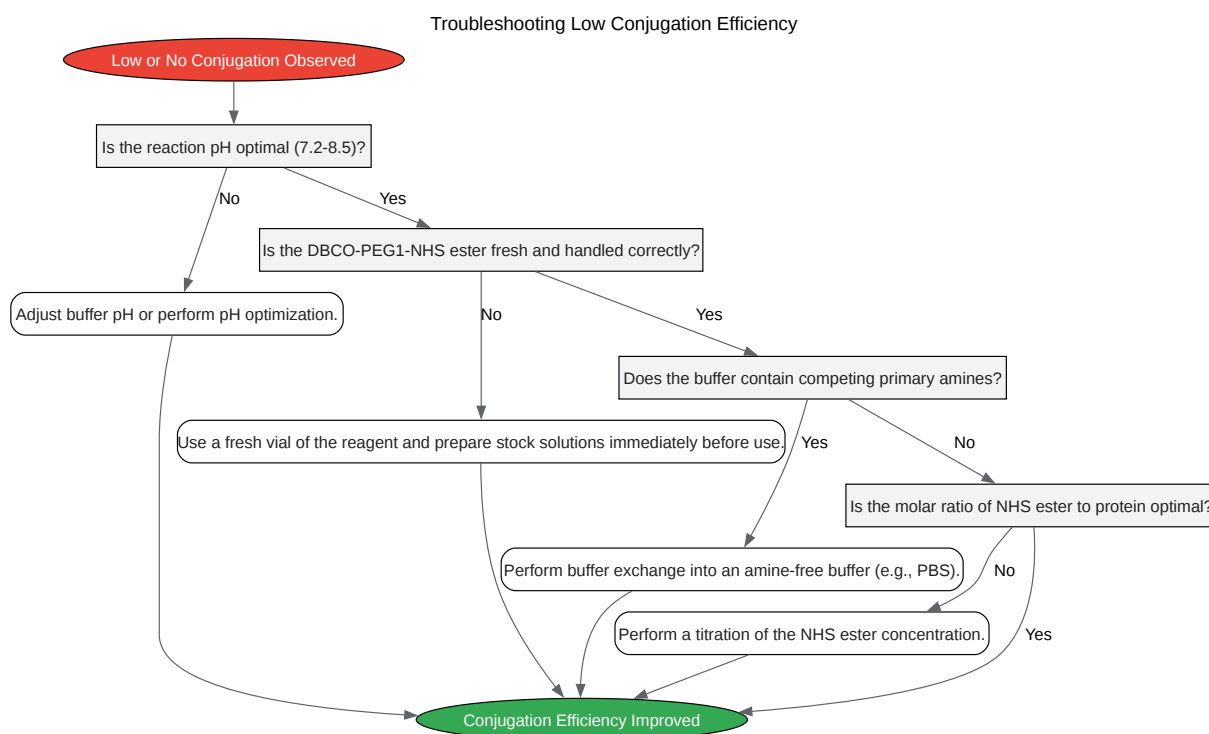 Troubleshooting Low Conjugation Efficiency
Low or No Conjugation Observed
Is the reaction pH optimal (7.2-8.5)?
No
Yes
Is the DBCO-PEG1-NHS ester fresh and handled correctly?
Adjust buffer pH or perform pH optimization.
No
Yes
Does the buffer contain competing primary amines?
Use a fresh vial of the reagent and prepare stock solutions immediately before use.
Yes
No
Is the molar ratio of NHS ester to protein optimal?
Perform buffer exchange into an amine-free buffer (e.g., PBS).
No
Perform a titration of the NHS ester concentration.
Yes
Conjugation Efficiency Improved